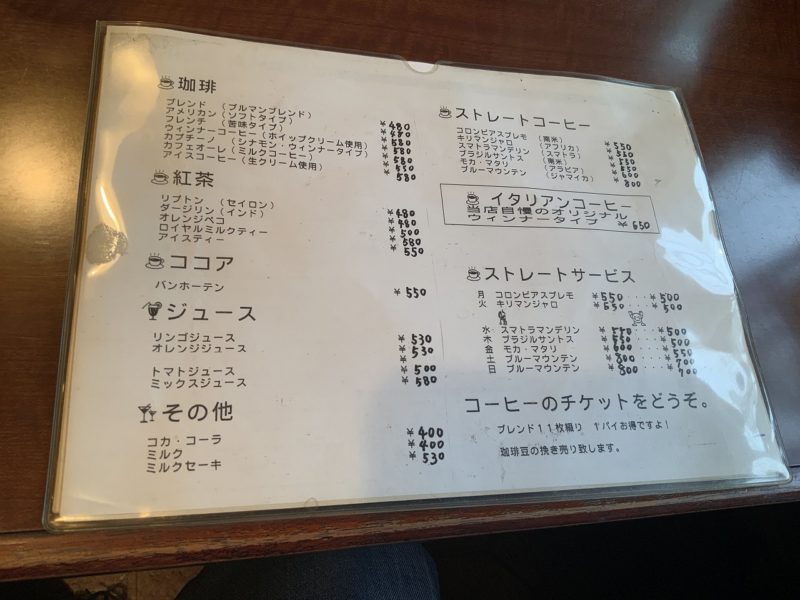 珈琲
ブレンド （ブルマンブレンド） 480
アメリカン（ソフトタイプ） 480
フレンチ （苦味タイプ） 480
ウィンナーコーヒー（ホイップクリーム使用） 580
カプチーノ （シナモン・ウィンナータイプ） 580
カフェオーレ（ミルクコーヒー）
アイスコーヒー（生クリーム使用） 580
紅茶
リプトン （セイロン） 480
ダージリン（インド） 480
オレンジペコ 500
ロイヤルミルクティー 580
アイスティー 550
ココア
バンホーテン 550
ジュース
リンゴジュース 530
オレンジジュース 530
トマトジュース 500
ミックスジュース 580
その他
コカ・コーラ 400
ミルク 400
ミルクセーキ 530
ストレートコーヒー
コロンビアスプレモ （南米） 550
キリマンジャロ （アフリカ）
スマトラマンデリン （スマトラ）
ブラジルサントス （南米）
モカ・マタリ （アラビア） 600
ブルーマウンテン （ジャマイカ） 800
イタリアンコーヒー
当店自慢のオリジナル
ウィンナータイプ 650
ストレートサービス
月 コロンビアスプレモ 550・・・500
火 キリマンジャロ 550・・・500
水 スマトラマンデリン 550・・・500
木 ブラジルサントス 550・・・500
金 モカ・マタリ 600・・・550
土 ブルーマウンテン 800・・・700
日 ブルーマウンテン 800・・・700
コーヒーのチケットをどうぞ。
ブレンド11枚綴り 1パイお得ですよ！
珈琲豆の挽き売り致します。